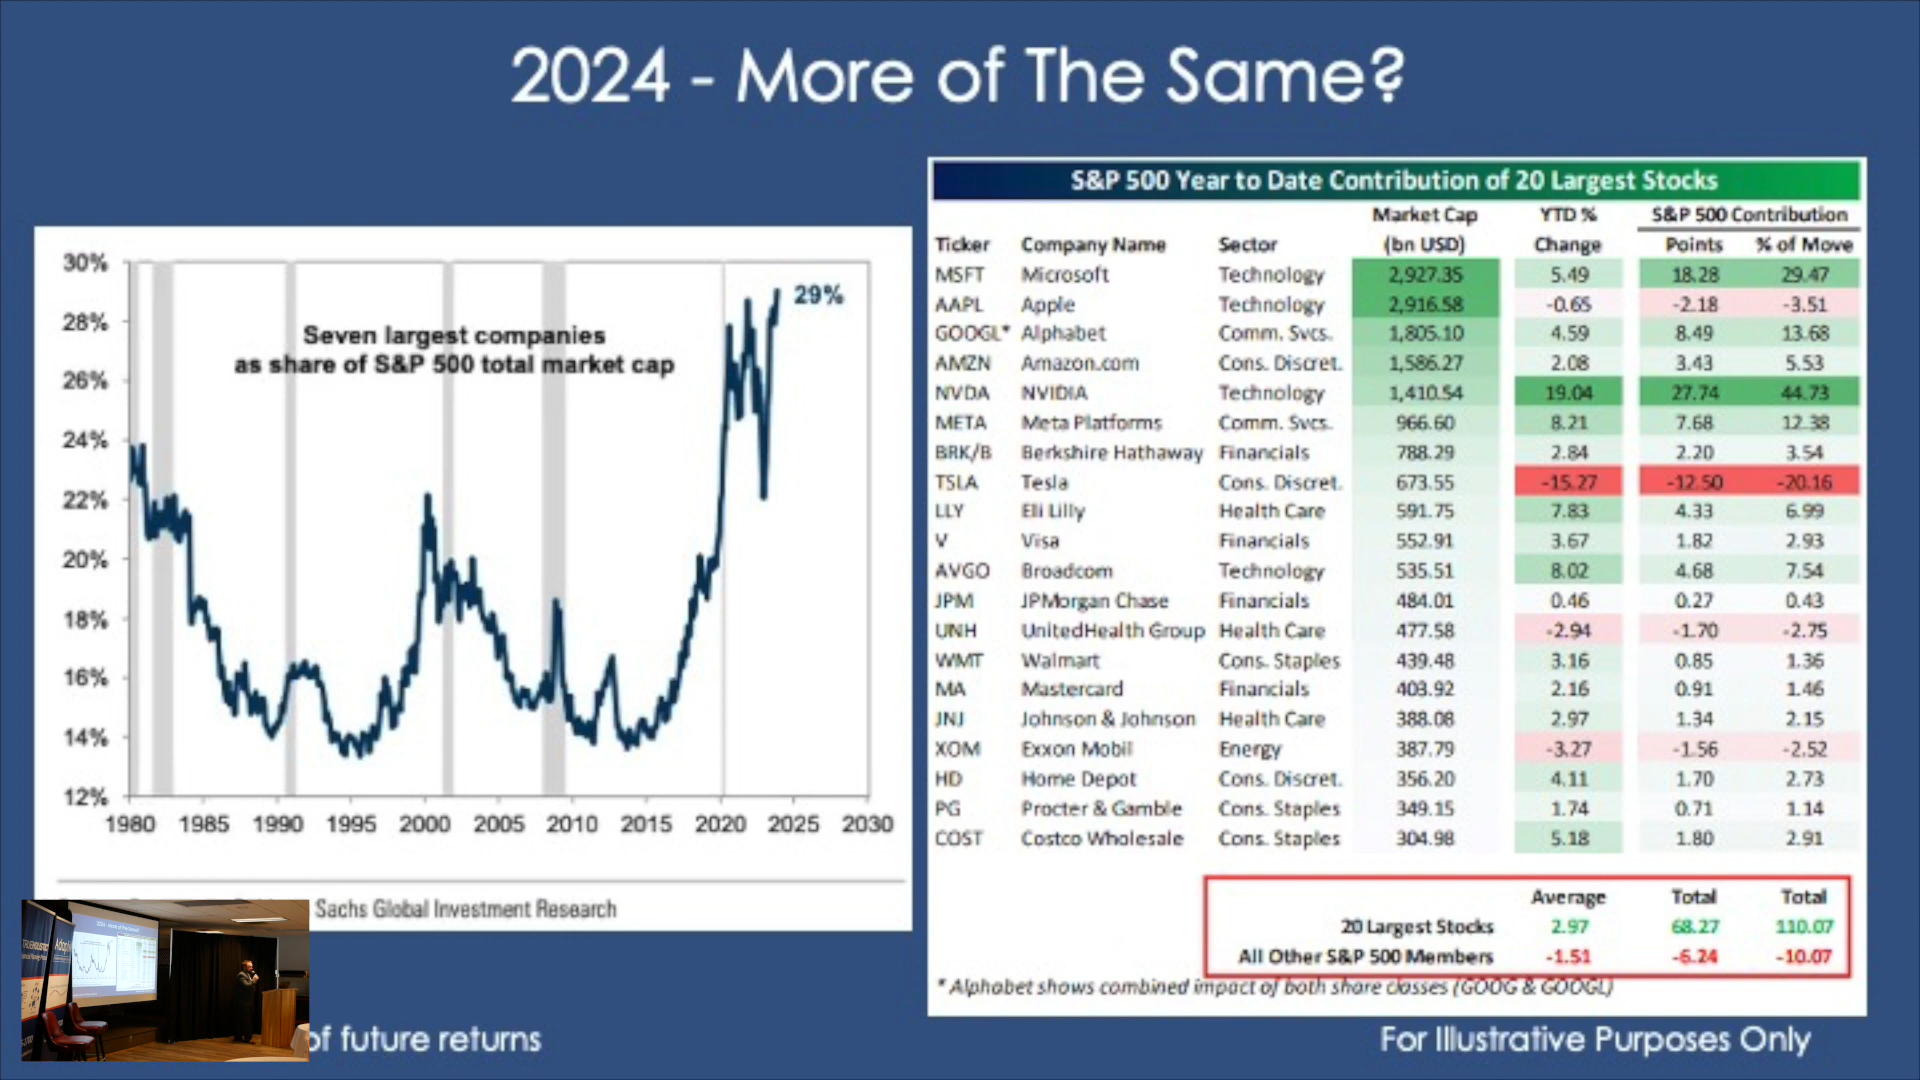 2024 - More of The Same?
30%
28%
26%
24%
22%
20%
18%
16%
14%
12%
Seven largest companies
as share of S&P 500 total market cap
29%
1980 1985 1990 1995 2000 2005 2010 2015 2020 2025 2030
Sachs Global Investment Research
S&P 500 Year to Date Contribution of 20 Largest Stocks
Market Cap YTD % S&P 500 Contribution
Ticker Company Name Sector (bn USD) Change Points % of Move
MSFT Microsoft Technology 2,927.35 5.49 18.28 29.47
AAPL Apple Technology 2,916.58 -0.65 -2.18 -3.51
GOOGL* Alphabet Comm. Svcs. 1,805.10 4.59 8.49 13.68
AMZN Amazon.com Cons. Discret. 1,586.27 2.08 3.43 5.53
NVDA NVIDIA Technology 1,410.54 19.04 27.74 44.73
META Meta Platforms Comm. Svcs. 966.60 8.21 7.68 12.38
BRK/B Berkshire Hathaway Financials 788.29 2.84 2.20 3.54
TSLA Tesla Cons. Discret. 673.55 -15.27 -12.50 -20.16
LLY Eli Lilly Health Care 591.75 7.83 4.33 6.99
V Visa Financials 552.91 3.67 1.82 2.93
AVGO Broadcom Technology 535.51 8.02 4.68 7.54
JPM JPMorgan Chase Financials 484.01 0.46 0.27 0.43
UNH UnitedHealth Group Health Care 477.58 -2.94 -1.70 -2.75
WMT Walmart Cons. Staples 439.48 3.16 0.85 1.36
MA Mastercard Financials 403.92 2.16 0.91 1.46
JNJ Johnson & Johnson Health Care 388.08 2.97 1.34 2.15
XOM Exxon Mobil Energy 387.79 -3.27 -1.56 -2.52
HD Home Depot Cons. Discret. 356.20 4.11 1.70 2.73
PG Procter & Gamble Cons. Staples 349.15 1.74 0.71 1.14
COST Costco Wholesale Cons. Staples 304.98 5.18 1.80 2.91
Average Total Total
20 Largest Stocks 2.97 68.27 110.07
All Other S&P 500 Members -1.51 -6.24 -10.07
* Alphabet shows combined impact of both share classes (GOOG & GOOGL)
of future returns
For Illustrative Purposes Only